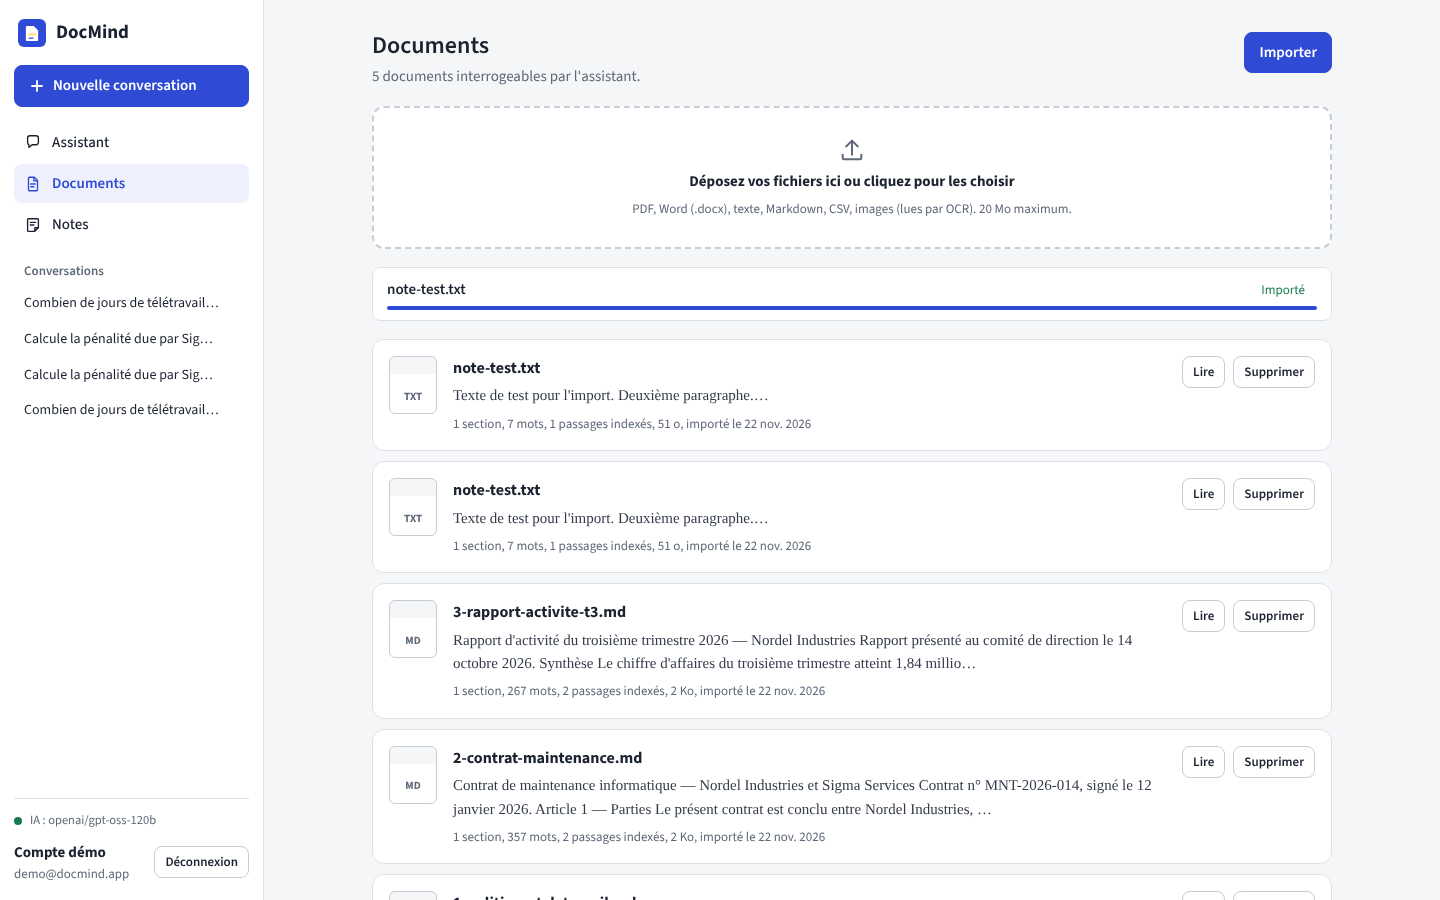 DocMind
Nouvelle conversation
Assistant
Documents
Notes
Conversations
Combien de jours de télétravail…
Calcule la pénalité due par Sig…
Calcule la pénalité due par Sig…
Combien de jours de télétravail…
IA : openai/gpt-oss-120b
Compte démo
demo@docmind.app
Déconnexion
Documents
5 documents interrogeables par l'assistant.
Importer
Déposez vos fichiers ici ou cliquez pour les choisir
PDF, Word (.docx), texte, Markdown, CSV, images (lues par OCR). 20 Mo maximum.
note-test.txt
Importé
TXT
note-test.txt
Texte de test pour l'import. Deuxième paragraphe.…
1 section, 7 mots, 1 passages indexés, 51 o, importé le 22 nov. 2026
Lire
Supprimer
TXT
note-test.txt
Texte de test pour l'import. Deuxième paragraphe.…
1 section, 7 mots, 1 passages indexés, 51 o, importé le 22 nov. 2026
Lire
Supprimer
MD
3-rapport-activite-t3.md
Rapport d'activité du troisième trimestre 2026 — Nordel Industries Rapport présenté au comité de direction le 14
octobre 2026. Synthèse Le chiffre d'affaires du troisième trimestre atteint 1,84 millio…
1 section, 267 mots, 2 passages indexés, 2 Ko, importé le 22 nov. 2026
Lire
Supprimer
MD
2-contrat-maintenance.md
Contrat de maintenance informatique — Nordel Industries et Sigma Services Contrat n° MNT-2026-014, signé le 12
janvier 2026. Article 1 — Parties Le présent contrat est conclu entre Nordel Industries, …
1 section, 357 mots, 2 passages indexés, 2 Ko, importé le 22 nov. 2026
Lire
Supprimer